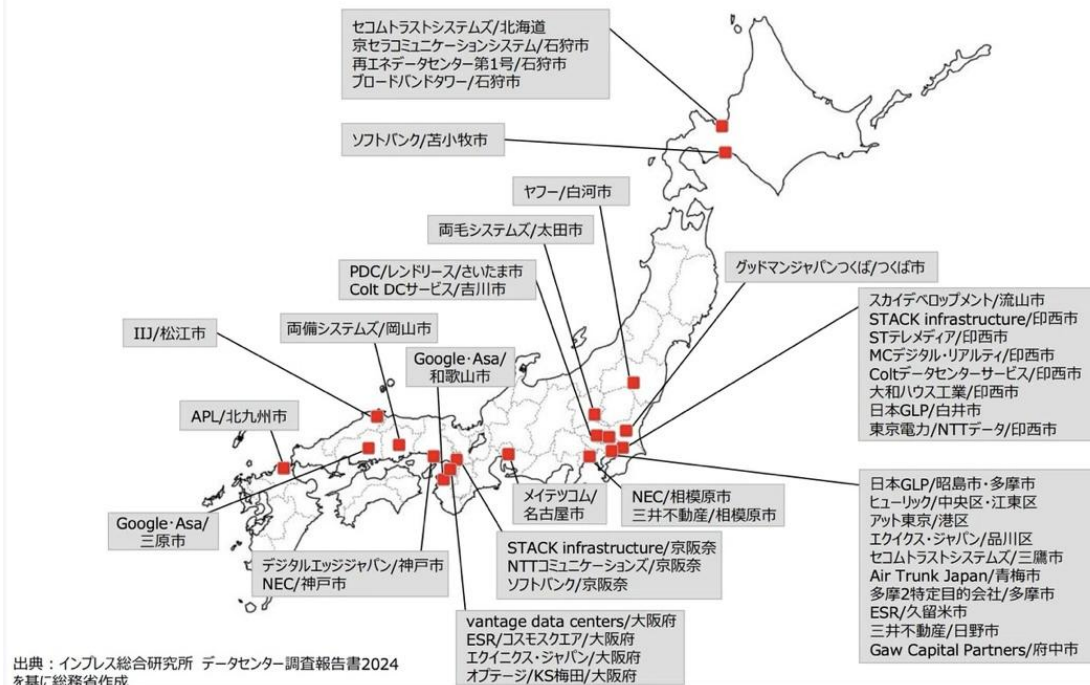 セコムトラストシステムズ/北海道
京セラコミュニケーションシステム/石狩市
再エネデータセンター第1号/石狩市
ブロードバンドタワー/石狩市
ソフトバンク/苫小牧市
ヤフー/白河市
両毛システムズ/太田市
PDC/レンドリース/さいたま市
Colt DCサービス/吉川市
グッドマンジャパンつくば/つくば市
スカイデベロップメント/流山市
STACK infrastructure/印西市
STテレメディア/印西市
MCデジタル・リアルティ/印西市
Coltデータセンターサービス/印西市
大和ハウス工業/印西市
日本GLP/白井市
東京電力/NTTデータ/印西市
IIJ/松江市
両備システムズ/岡山市
Google・Asa/
和歌山市
APL/北九州市
Google・Asa/
三原市
デジタルエッジジャパン/神戸市
NEC/神戸市
メイテツコム/
名古屋市
NEC/相模原市
三井不動産/相模原市
STACK infrastructure/京阪奈
NTTコミュニケーションズ/京阪奈
ソフトバンク/京阪奈
vantage data centers/大阪府
ESR/コスモスクエア/大阪府
エクイニクス・ジャパン/大阪府
オプテージ/KS梅田/大阪府
日本GLP/昭島市・多摩市
ヒューリック/中央区・江東区
アット東京/港区
エクイクス・ジャパン/品川区
セコムトラストシステムズ/三鷹市
Air Trunk Japan/青梅市
多摩2特定目的会社/多摩市
ESR/久留米市
三井不動産/日野市
Gaw Capital Partners/府中市
出典：インプレス総合研究所 データセンター調査報告書2024
を基に総務省作成